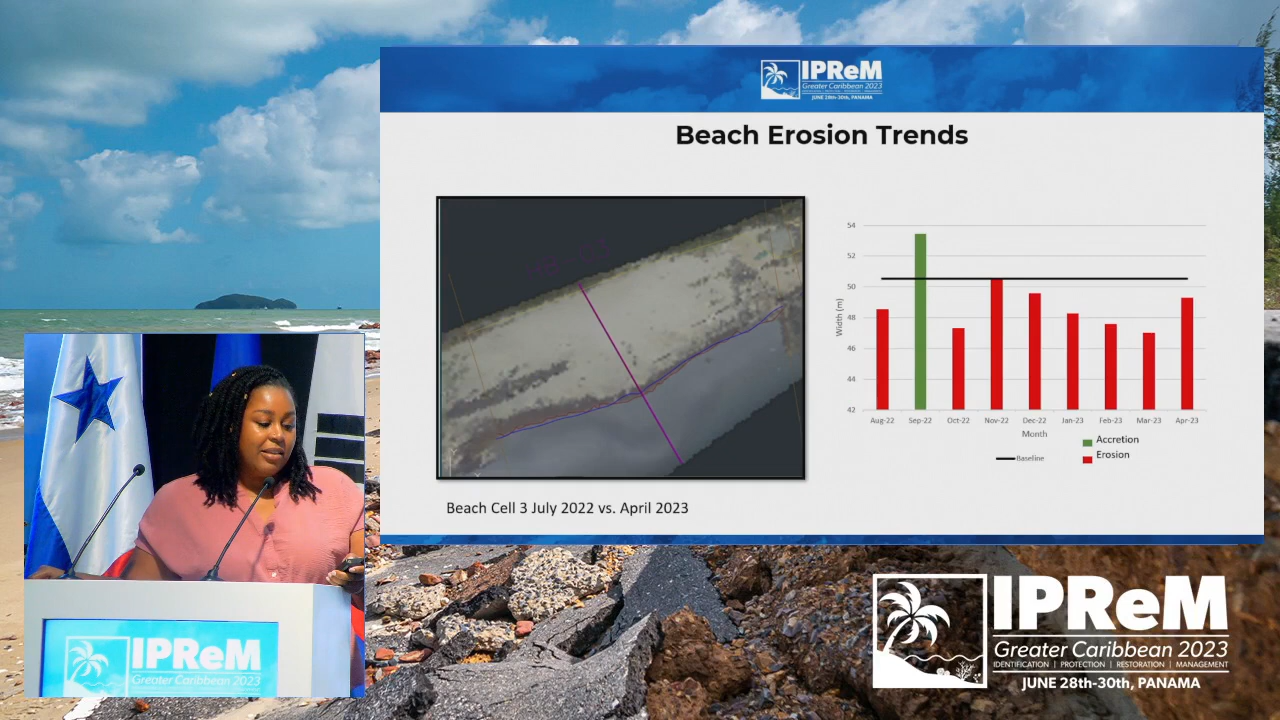 IPReM
Greater Caribbean 2023
JUNE 28th-30th, PANAMA
Beach Erosion Trends
54
52
50
48
46
44
42
Width (m)
Aug-22 Sep-22 Oct-22 Nov-22 Dec-22 Jan-23 Feb-23 Mar-23 Apr-23
Month
Baseline
Accretion
Erosion
Beach Cell 3 July 2022 vs. April 2023
IPReM
Greater Caribbean 2023
IPReM
Greater Caribbean 2023
IDENTIFICATION | PROTECTION | RESTORATION | MANAGEMENT
JUNE 28th-30th, PANAMA